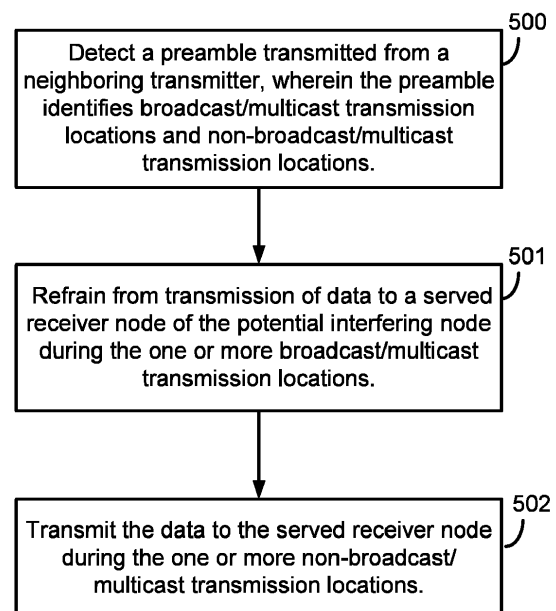 500
Detect a preamble transmitted from a
neighboring transmitter, wherein the preamble
identifies broadcast/multicast transmission
locations and non-broadcast/multicast
transmission locations.
501
Refrain from transmission of data to a served
receiver node of the potential interfering node
during the one or more broadcast/multicast
transmission locations.
502
Transmit the data to the served receiver node
during the one or more non-broadcast/
multicast transmission locations.